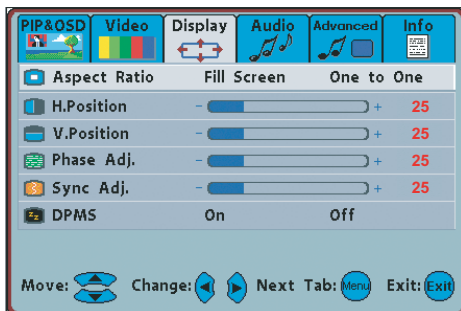 PIP&OSD Video Display Audio Advanced Info
Aspect Ratio Fill Screen One to One
H.Position - + 25
V.Position - + 25
Phase Adj. - + 25
Sync Adj. - + 25
zz DPMS On Off
Move: Change: Next Tab: Menu Exit: Exit